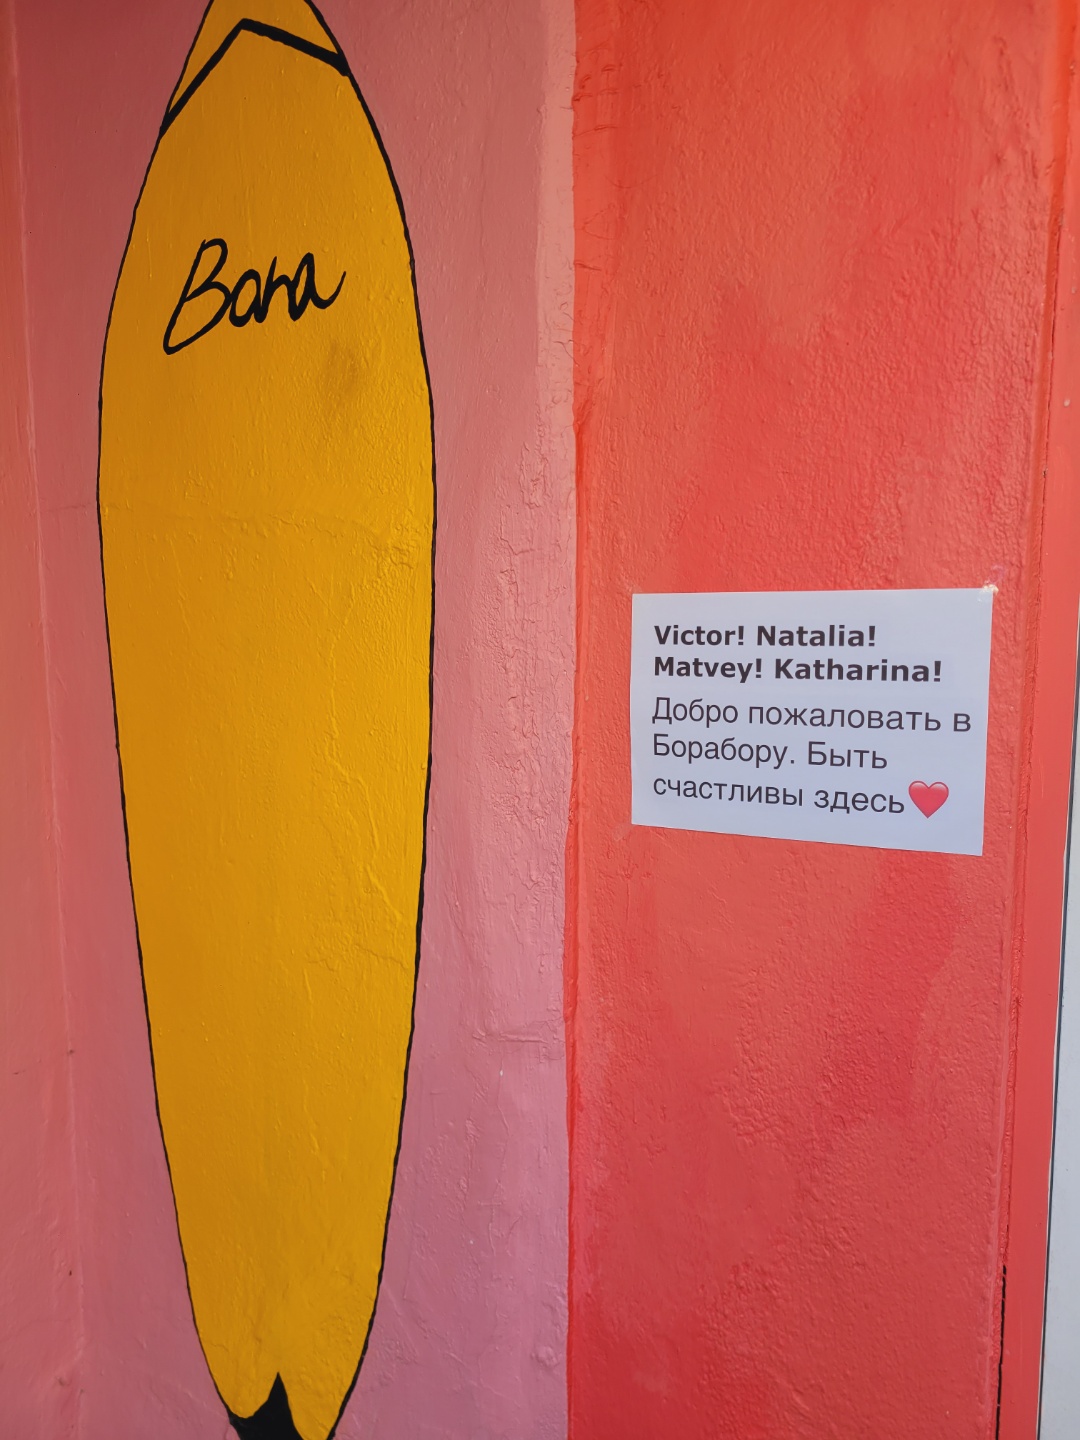 Bora
Victor! Natalia!
Matvey! Katharina!
Добро пожаловать в
Борабору. Быть
счастливы здесь❤️